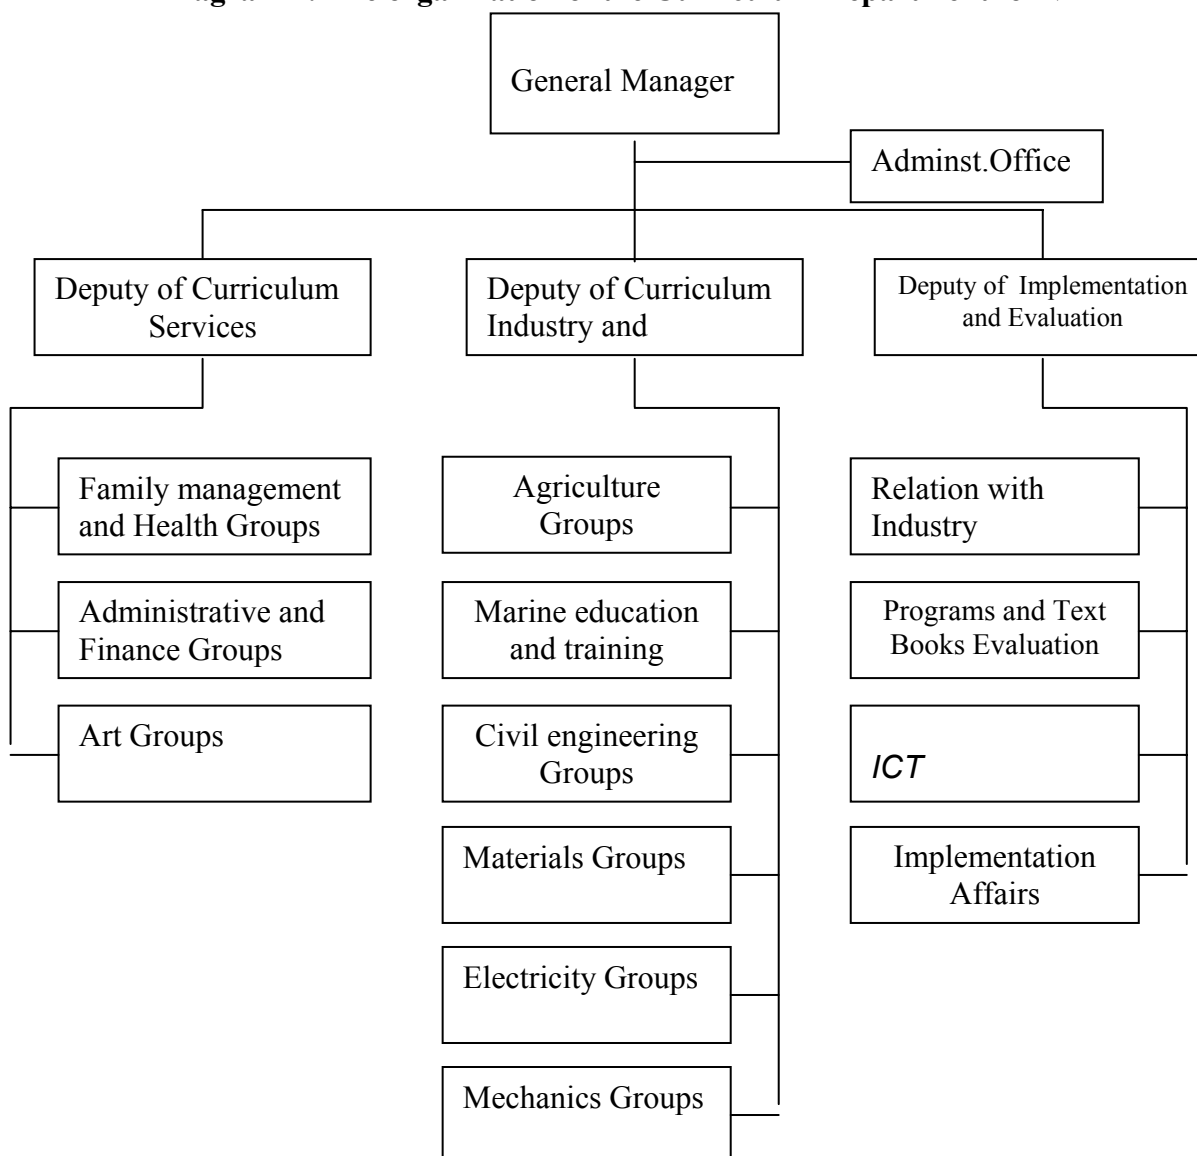 General Manager
Adminst.Office
Deputy of Curriculum
Services
Deputy of Curriculum
Industry and
Deputy of Implementation
and Evaluation
Family management
and Health Groups
Administrative and
Finance Groups
Art Groups
Agriculture
Groups
Marine education
and training
Civil engineering
Groups
Materials Groups
Electricity Groups
Mechanics Groups
Relation with
Industry
Programs and Text
Books Evaluation
ICT
Implementation
Affairs